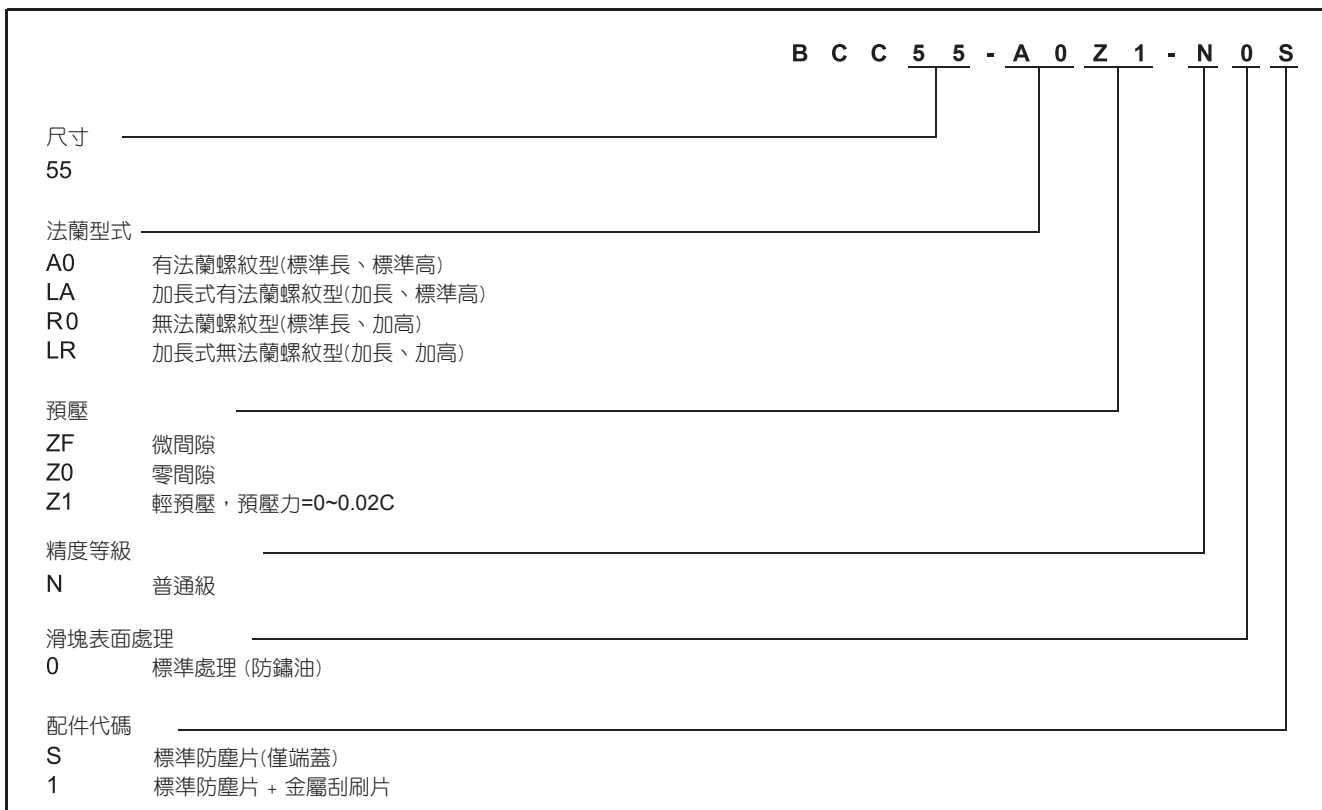 B C C 5 5 - A 0 Z 1 - N 0 S
尺寸
55
法蘭型式
A0 有法蘭螺紋型(標準長、標準高)
LA 加長式有法蘭螺紋型(加長、標準高)
R0 無法蘭螺紋型(標準長、加高)
LR 加長式無法蘭螺紋型(加長、加高)
預壓
ZF 微間隙
Z0 零間隙
Z1 輕預壓，預壓力=0~0.02C
精度等級
N 普通級
滑塊表面處理
0 標準處理 (防鏽油)
配件代碼
S 標準防塵片(僅端蓋)
1 標準防塵片 + 金屬刮刷片